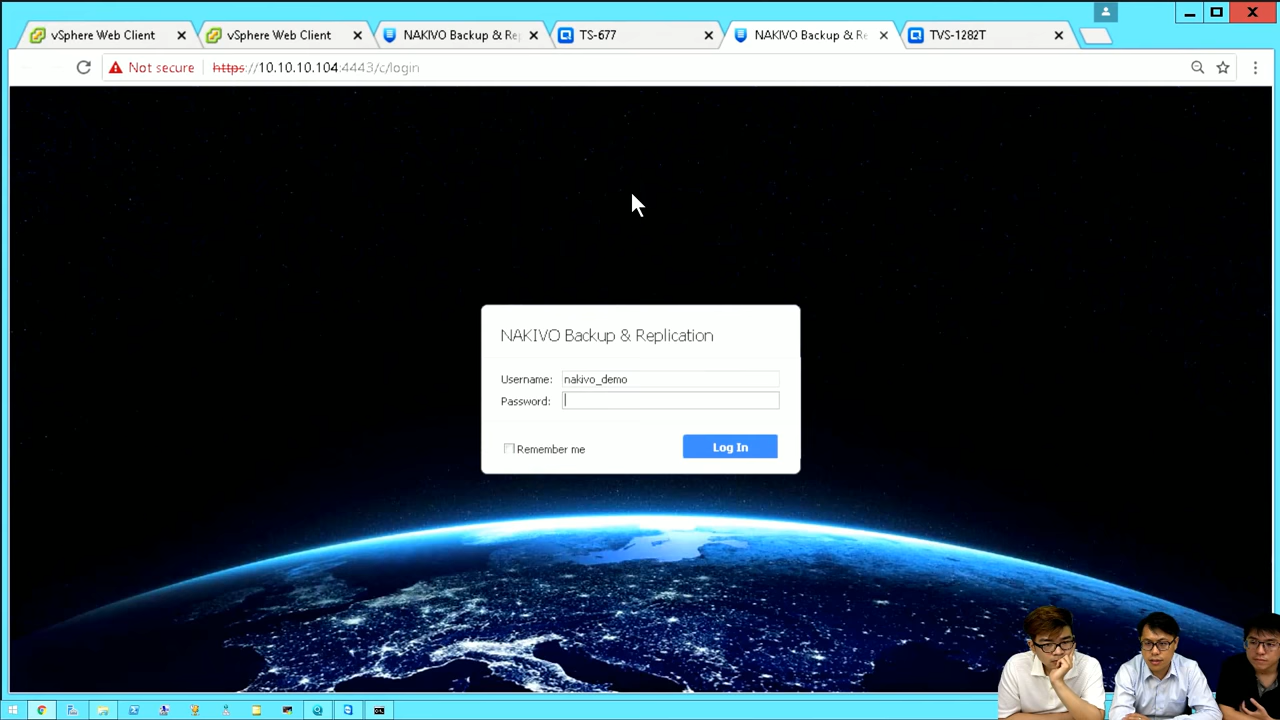 vSphere Web Client
vSphere Web Client
NAKIVO Backup & Re
TS-677
NAKIVO Backup & Re
TVS-1282T
Not secure
https://10.10.10.104:4443/c/login
NAKIVO Backup & Replication
Username:
nakivo_demo
Password:
Remember me
Log In